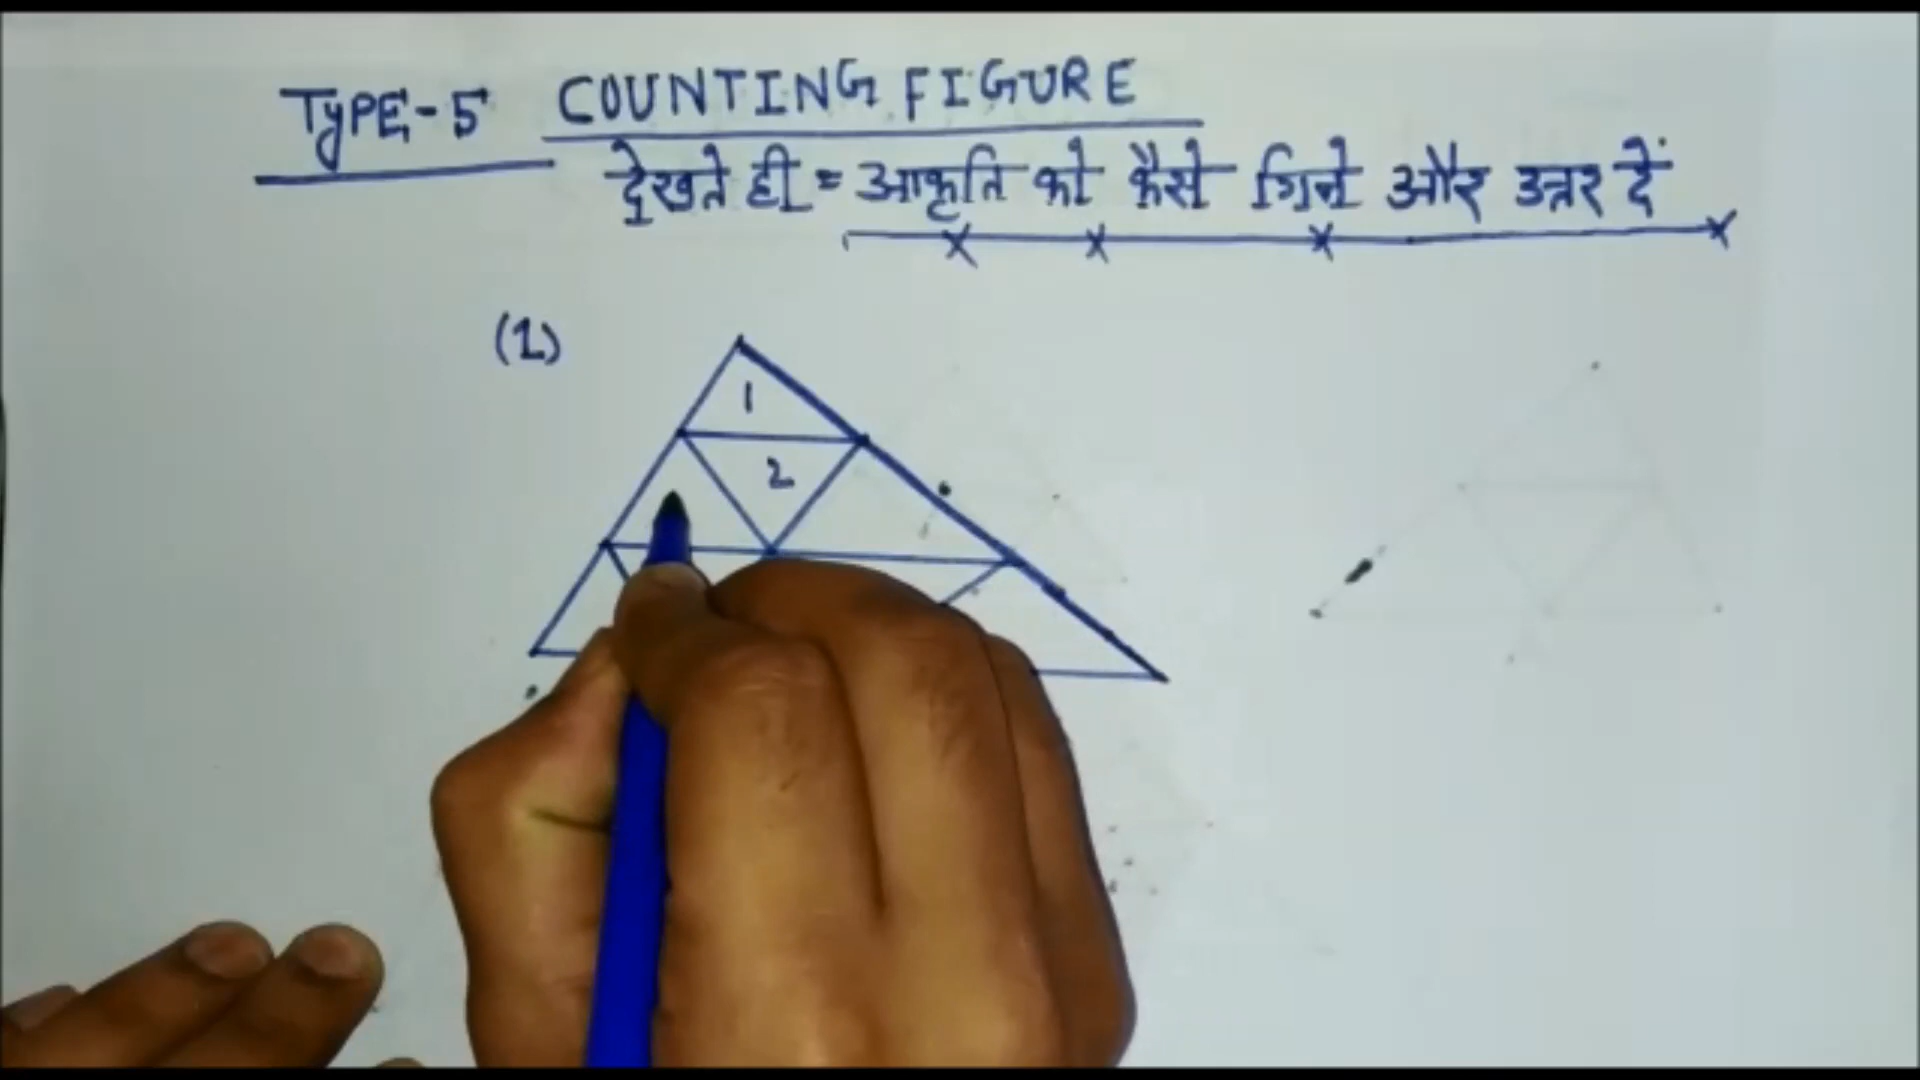 TYPE-5 COUNTING FIGURE
देखते ही = आकृति को कैसे गिने और उत्तर दें
(1)
1
2